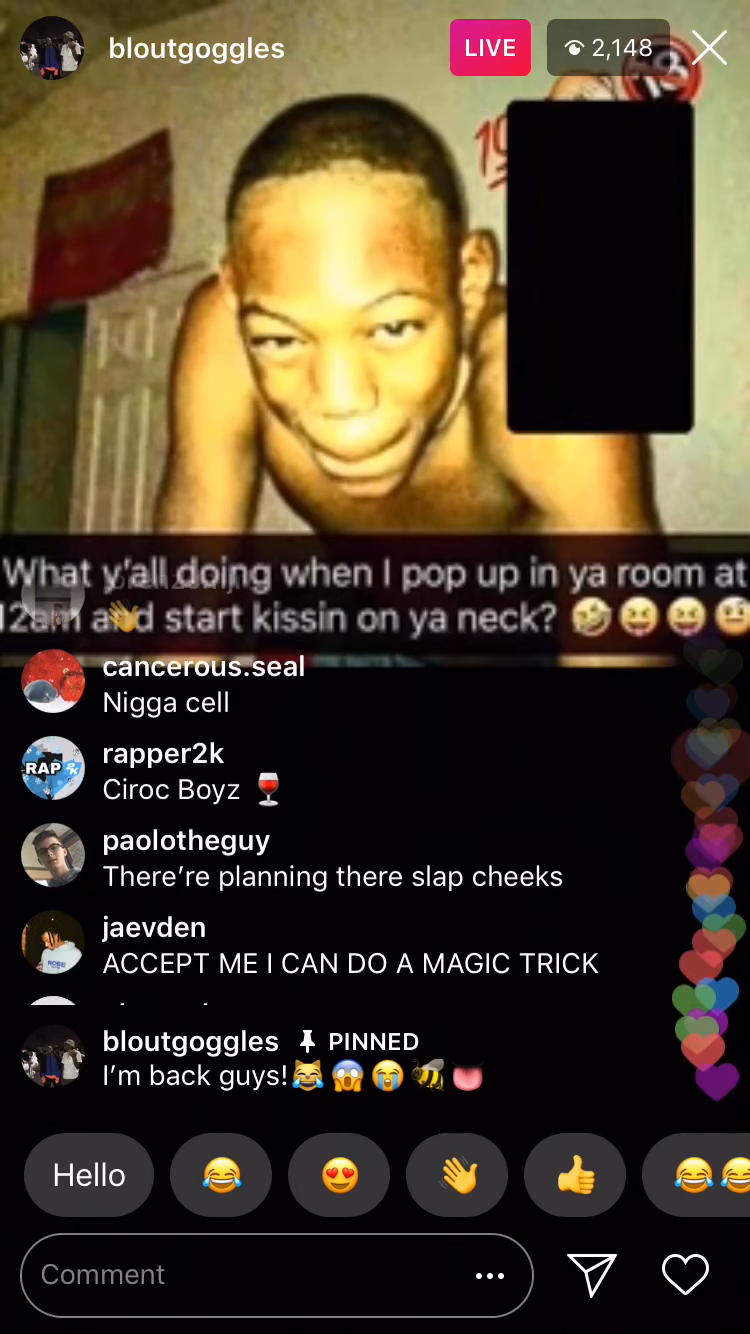 bloutgoggles
LIVE
2,148
18
What y'all doing when I pop up in ya room at
12am and start kissin on ya neck? 🤣😝😝🤨
👋
cancerous.seal
Nigga cell
RAP 2K
rapper2k
Ciroc Boyz 🍷
paolotheguy
There're planning there slap cheeks
jaevden
ACCEPT ME I CAN DO A MAGIC TRICK
bloutgoggles PINNED
I'm back guys!😹😱😭🐝👅
Hello
😂
😍
👋
👍
😂😂
Comment